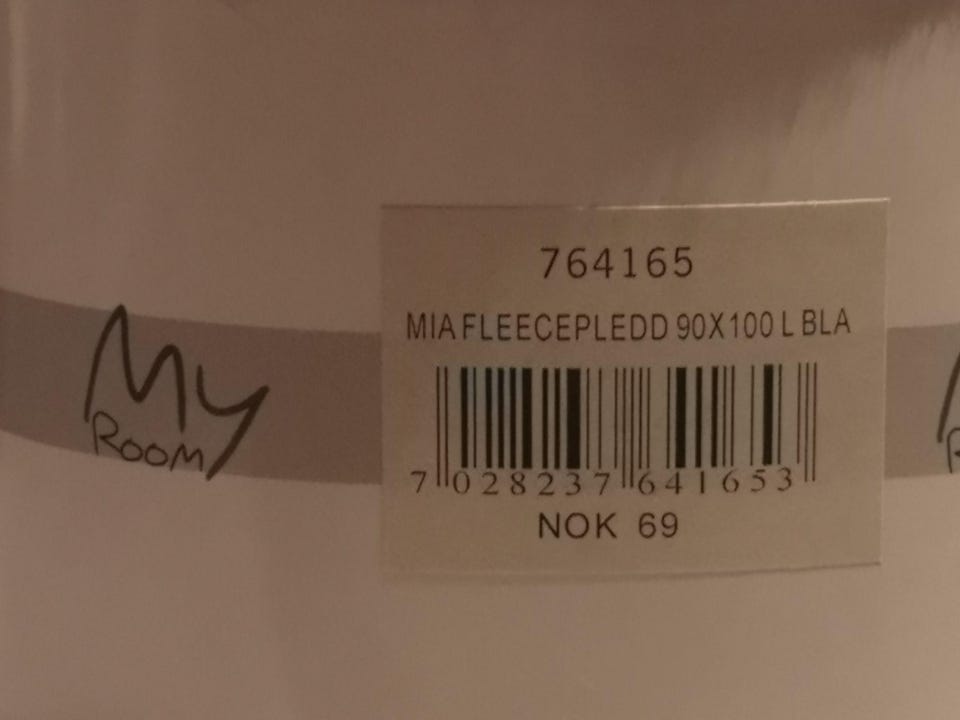 764165
MIA FLEECEPLEDD 90X100 L BLA
7 028237 641653
NOK 69
My
ROOM